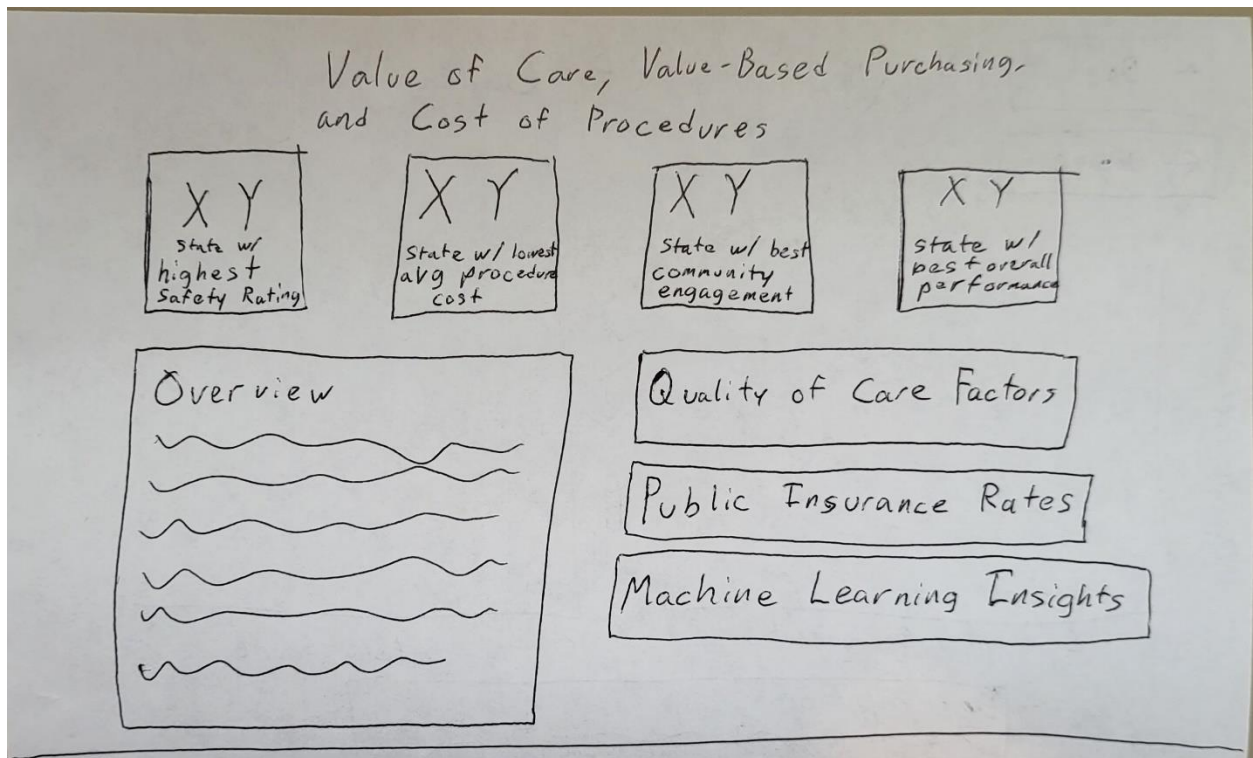 Value of Care, Value-Based Purchasing,
and Cost of Procedures
X Y
State w/
highest
Safety Rating
X Y
State w/ lowest
avg procedure
cost
X Y
State w/ best
community
engagement
X Y
state w/
best overall
performance
Overview
Quality of Care Factors
Public Insurance Rates
Machine Learning Insights